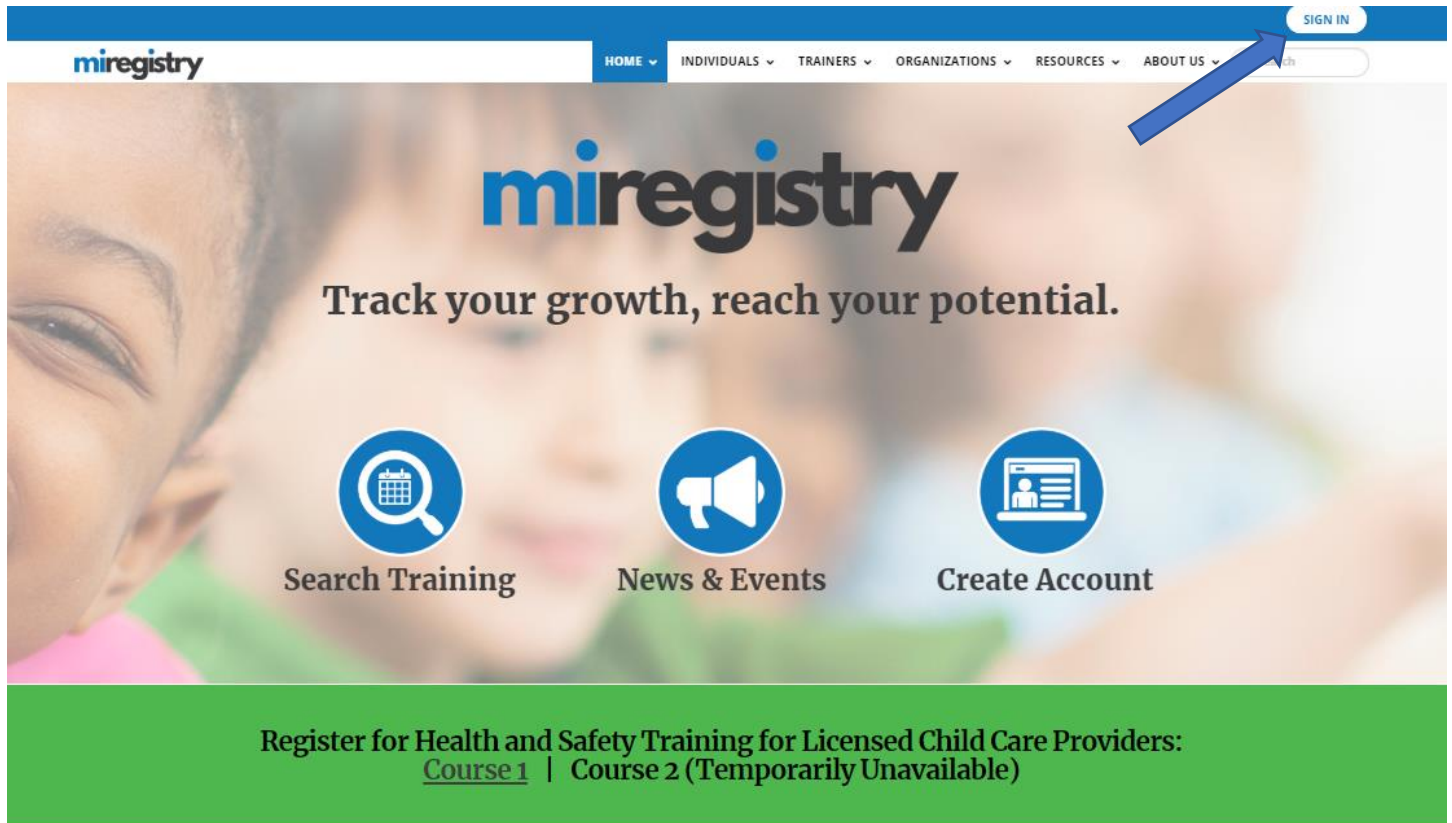 SIGN IN
miregistry
HOME INDIVIDUALS TRAINERS ORGANIZATIONS RESOURCES ABOUT US
miregistry
Track your growth, reach your potential.
Search Training News & Events Create Account
Register for Health and Safety Training for Licensed Child Care Providers:
Course 1 | Course 2 (Temporarily Unavailable)